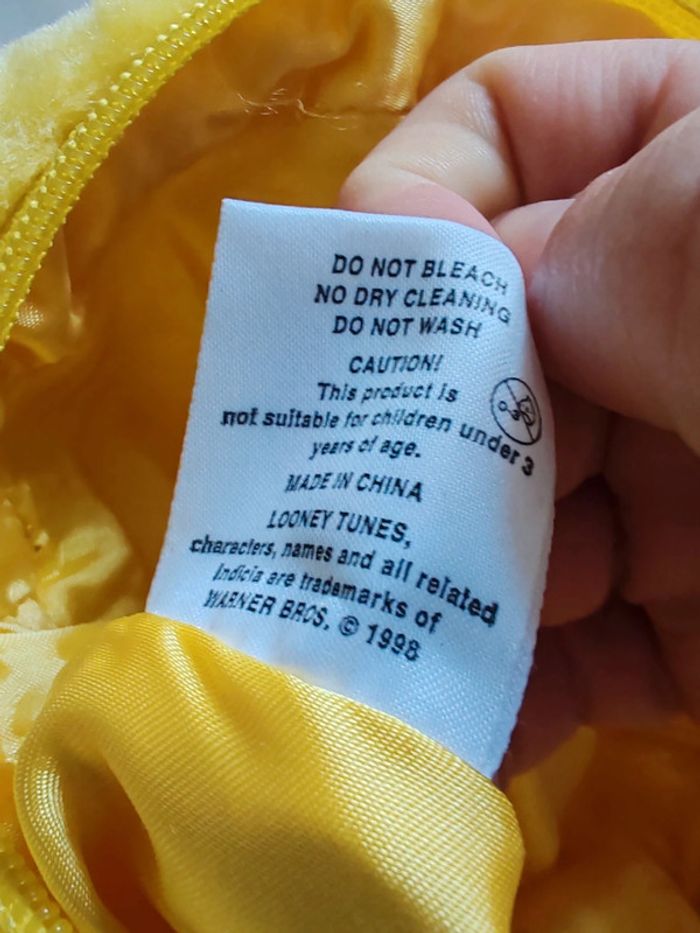 DO NOT BLEACH
NO DRY CLEANING
DO NOT WASH
CAUTION!
This product is
not suitable for children under 3
years of age.
MADE IN CHINA
LOONEY TUNES,
characters, names and all related
Indicia are trademarks of
WARNER BROS. © 1998